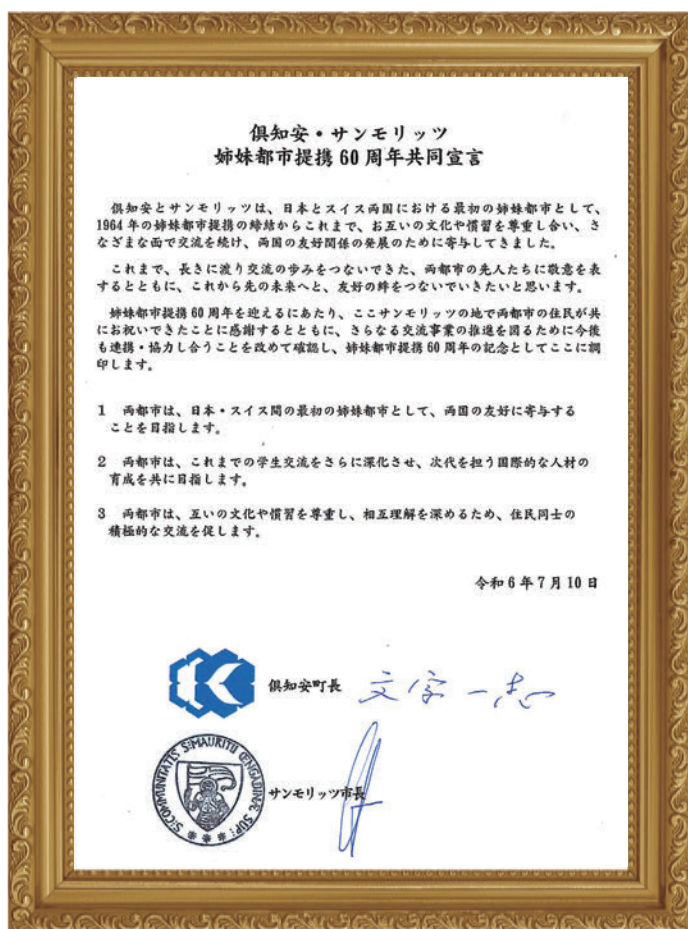 倶知安・サンモリッツ
姉妹都市提携60周年共同宣言
倶知安とサンモリッツは、日本とスイス両国における最初の姉妹都市として、
1964年の姉妹都市提携の締結からこれまで、お互いの文化や慣習を尊重し合い、さま
ざまな面で交流を続け、両国の友好関係の発展のために寄与してきました。
これまで、長きに渡り交流の歩みをつないできた、両都市の先人たちに敬意を表
するとともに、これから先の未来へと、友好の絆をつないでいきたいと思います。
姉妹都市提携60周年を迎えるにあたり、ここサンモリッツの地で両都市の住民が共
にお祝いできたことに感謝するとともに、さらなる交流事業の推進を図るために今後
も連携・協力し合うことを改めて確認し、姉妹都市提携60周年の記念としてここに調
印します。
1 両都市は、日本・スイス間の最初の姉妹都市として、両国の友好に寄与する
ことを目指します。
2 両都市は、これまでの学生交流をさらに深化させ、次代を担う国際的な人材の
育成を共に目指します。
3 両都市は、互いの文化や慣習を尊重し、相互理解を深めるため、住民同士の
積極的な交流を促します。
令和6年7月10日
倶知安町長 文字一志
S:COMMUNITATIS S:MAURITII ŒNGADINÆ SUP:
サンモリッツ市長